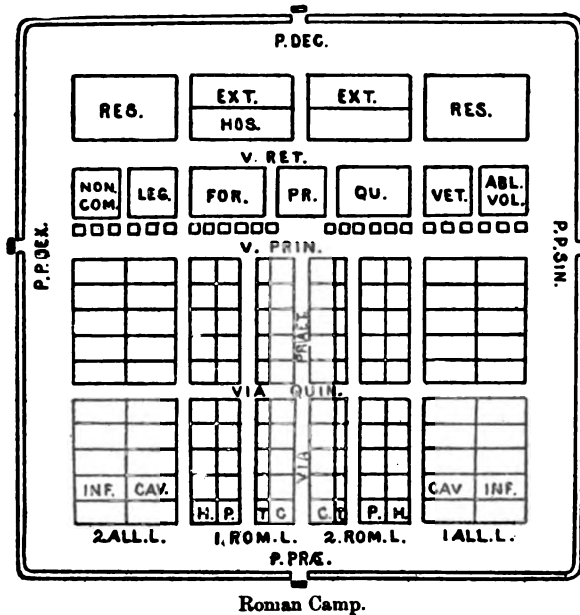 P. DEC.
RES. EXT. EXT. RES.
HOS.
V. RET.
NON. COM. LEG. FOR. PR. QU. VET. ABL. VOL.
P. P. DEX.
V. PRIN.
P. P. SIN.
PRAET.
VIA QUIN.
VIA
INF. CAV. CAV INF.
H. P. T C C. T P. H.
2 ALL. L. 1, ROM. L. 2. ROM. L. 1 ALL. L.
P. PRÆ.
Roman Camp.